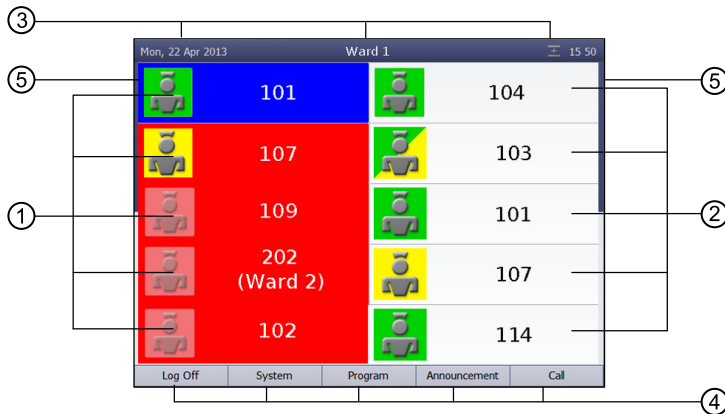 3
Mon, 22 Apr 2013 Ward 1 15 50
5 5
101 104
107 103
1 109 101 2
202
(Ward 2) 107
102 114
Log Off System Program Announcement Call
4